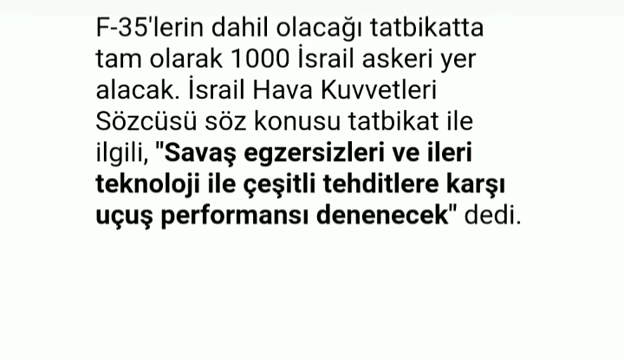 F-35'lerin dahil olacağı tatbikatta
tam olarak 1000 İsrail askeri yer
alacak. İsrail Hava Kuvvetleri
Sözcüsü söz konusu tatbikat ile
ilgili, "Savaş egzersizleri ve ileri
teknoloji ile çeşitli tehditlere karşı
uçuş performansı denenecek" dedi.